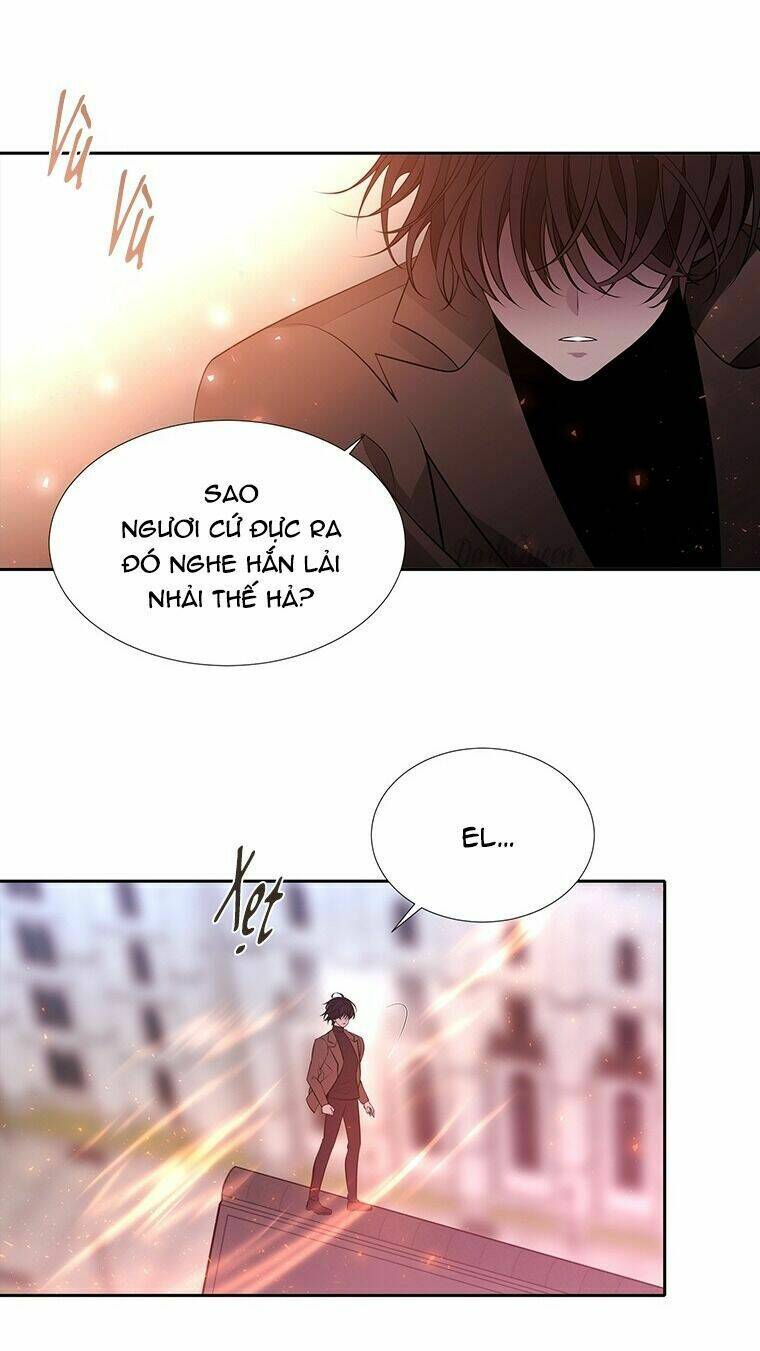 Vù
Vù
SAO
NGƯƠI CỨ ĐỰC RA
ĐÓ NGHE HẮN LẢI
NHẢI THẾ HẢ?
EL...
Xẹt